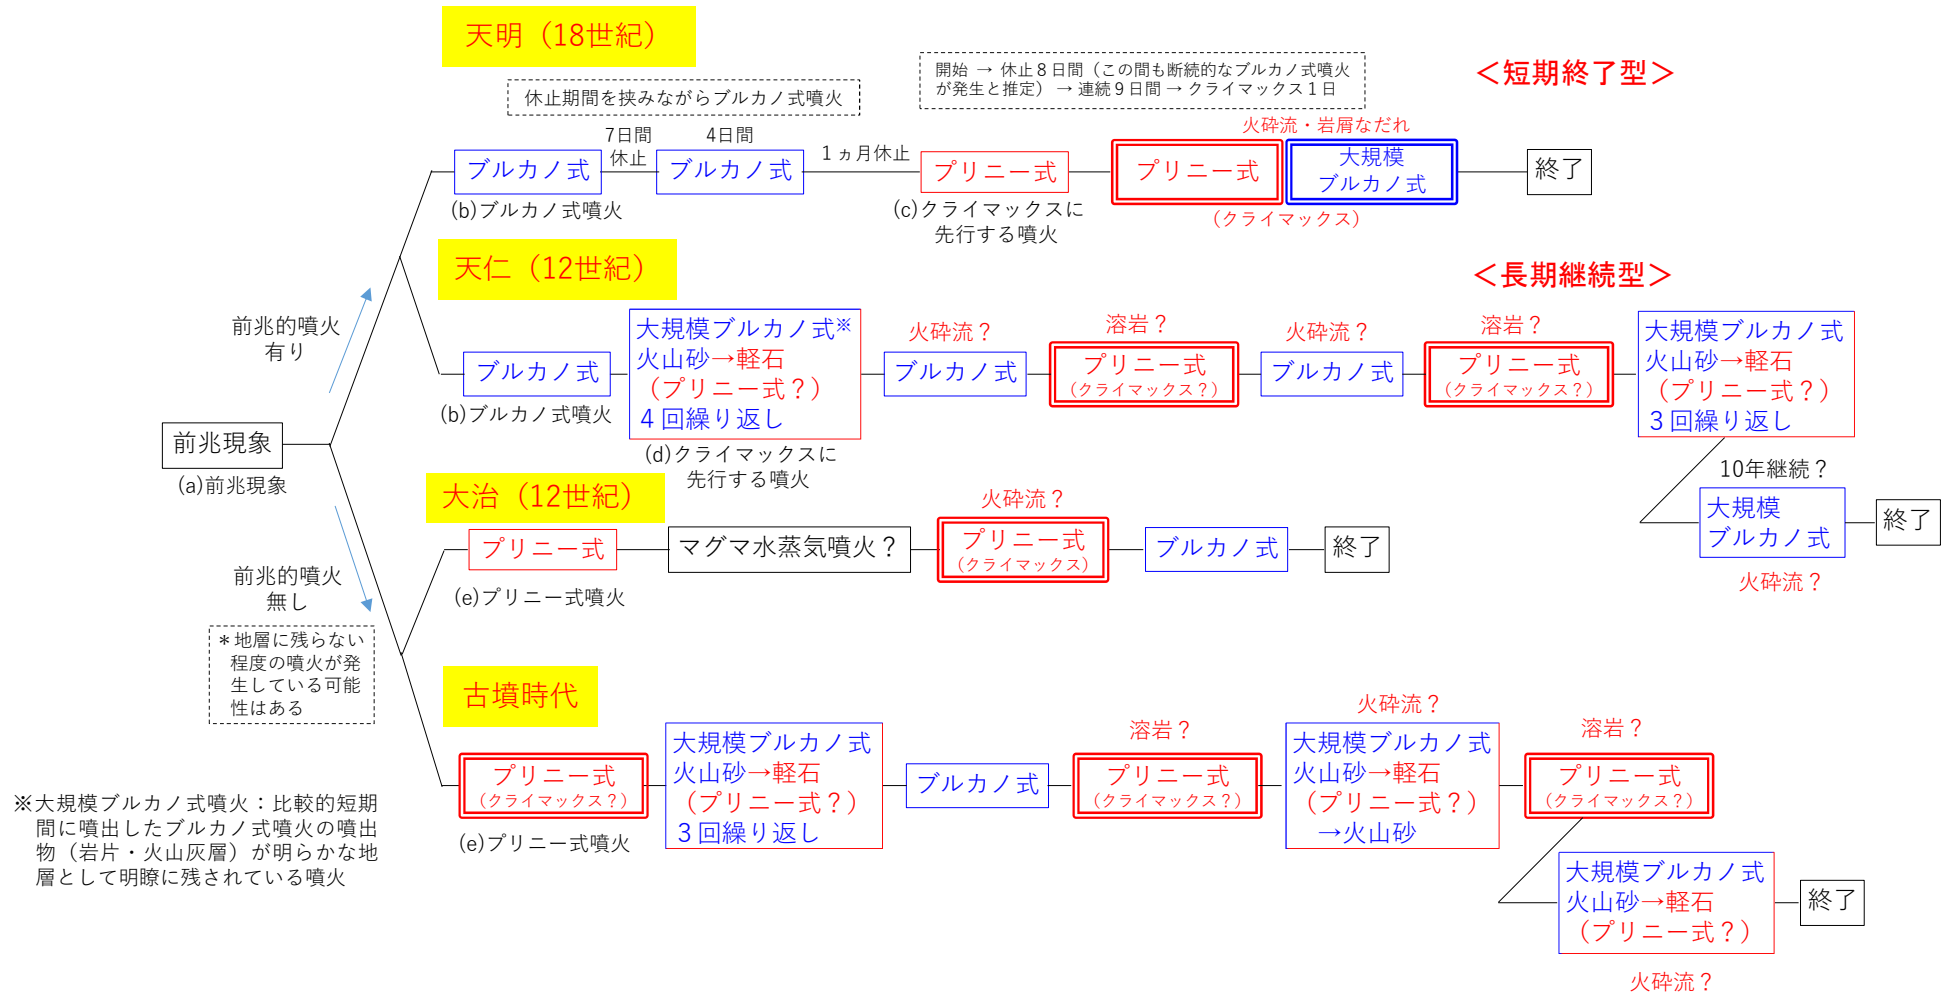 天明（18世紀）
休止期間を挟みながらブルカノ式噴火
開始 → 休止８日間（この間も断続的なブルカノ式噴火
が発生と推定）→ 連続９日間 → クライマックス１日
＜短期終了型＞
ブルカノ式
7日間
休止
4日間
ブルカノ式
１ヵ月休止
プリニー式
火砕流・岩屑なだれ
プリニー式
大規模
ブルカノ式
終了
(b)ブルカノ式噴火
(c)クライマックスに
先行する噴火
（クライマックス）
天仁（12世紀）
＜長期継続型＞
前兆的噴火
有り
ブルカノ式
(b)ブルカノ式噴火
大規模ブルカノ式※
火山砂→軽石
（プリニー式？）
４回繰り返し
(d)クライマックスに
先行する噴火
火砕流？
ブルカノ式
溶岩？
プリニー式
（クライマックス？）
火砕流？
ブルカノ式
溶岩？
プリニー式
（クライマックス？）
大規模ブルカノ式
火山砂→軽石
（プリニー式？）
３回繰り返し
10年継続？
大規模
ブルカノ式
火砕流？
終了
前兆現象
(a)前兆現象
大治（12世紀）
プリニー式
(e)プリニー式噴火
マグマ水蒸気噴火？
火砕流？
プリニー式
（クライマックス）
ブルカノ式
終了
前兆的噴火
無し
＊地層に残らない
程度の噴火が発
生している可能
性はある
古墳時代
プリニー式
（クライマックス？）
(e)プリニー式噴火
大規模ブルカノ式
火山砂→軽石
（プリニー式？）
３回繰り返し
ブルカノ式
溶岩？
プリニー式
（クライマックス？）
火砕流？
大規模ブルカノ式
火山砂→軽石
（プリニー式？）
→火山砂
溶岩？
プリニー式
（クライマックス？）
大規模ブルカノ式
火山砂→軽石
（プリニー式？）
火砕流？
終了
※大規模ブルカノ式噴火：比較的短期
間に噴出したブルカノ式噴火の噴出
物（岩片・火山灰層）が明らかな地
層として明瞭に残されている噴火